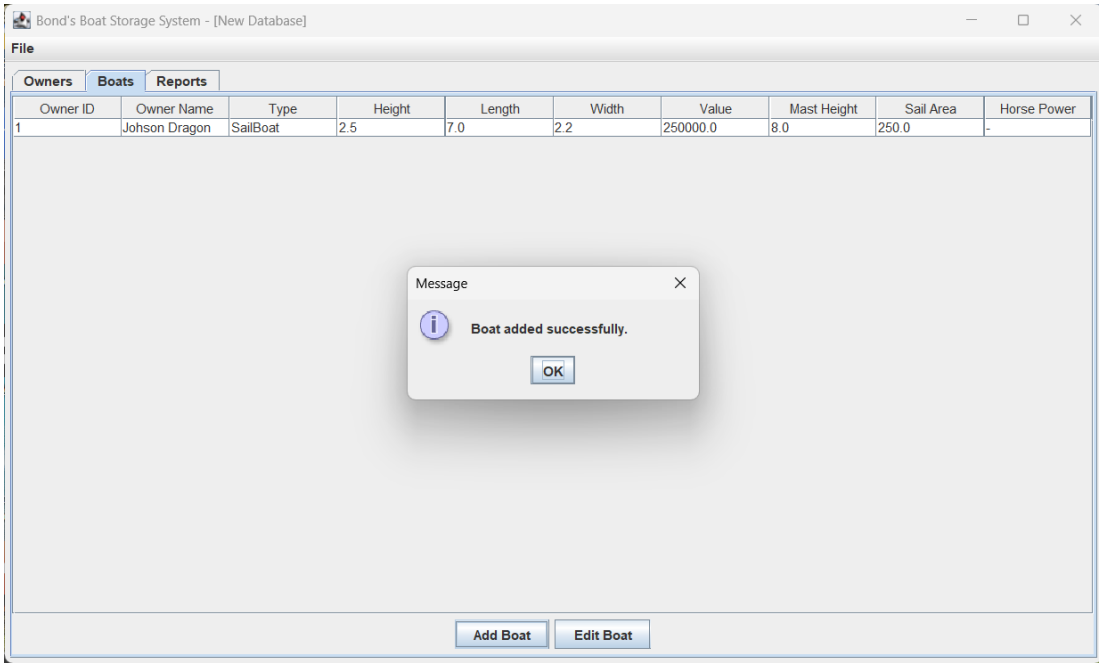 Bond's Boat Storage System - [New Database]
File
Owners Boats Reports
Owner ID Owner Name Type Height Length Width Value Mast Height Sail Area Horse Power
1 Johson Dragon SailBoat 2.5 7.0 2.2 250000.0 8.0 250.0 -
Message
i
Boat added successfully.
OK
Add Boat Edit Boat